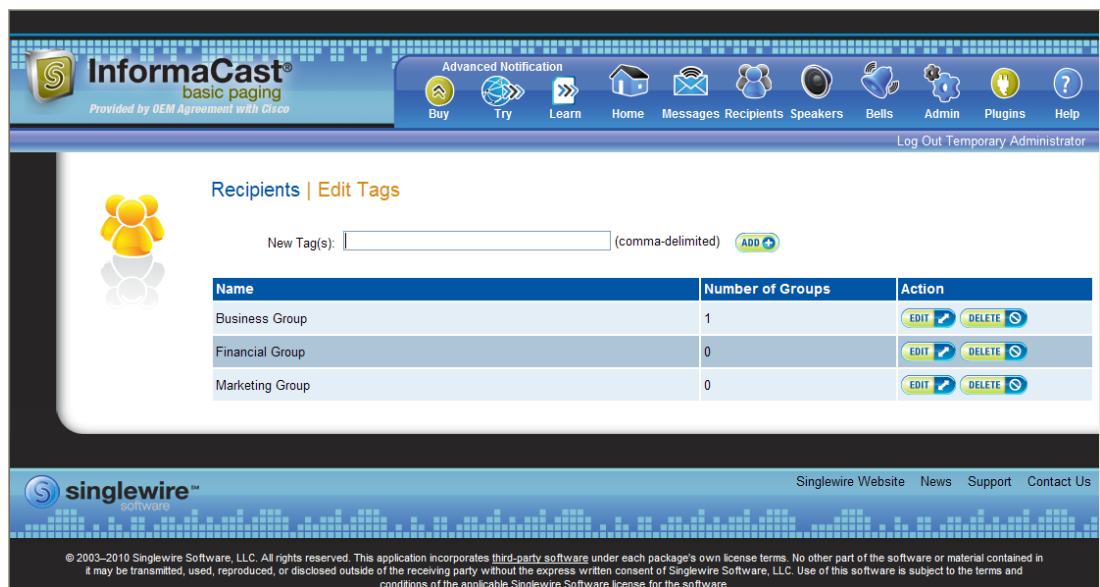 InformaCast®
basic paging
Provided by OEM Agreement with Cisco
Advanced Notification
Buy Try Learn Home Messages Recipients Speakers Bells Admin Plugins Help
Log Out Temporary Administrator
Recipients | Edit Tags
New Tag(s): (comma-delimited) ADD
Name Number of Groups Action
Business Group 1 EDIT DELETE
Financial Group 0 EDIT DELETE
Marketing Group 0 EDIT DELETE
Singlewire Website News Support Contact Us
singlewire℠
software
© 2003–2010 Singlewire Software, LLC. All rights reserved. This application incorporates third-party software under each package's own license terms. No other part of the software or material contained in
it may be transmitted, used, reproduced, or disclosed outside of the receiving party without the express written consent of Singlewire Software, LLC. Use of this software is subject to the terms and
conditions of the applicable Singlewire Software license for the software.